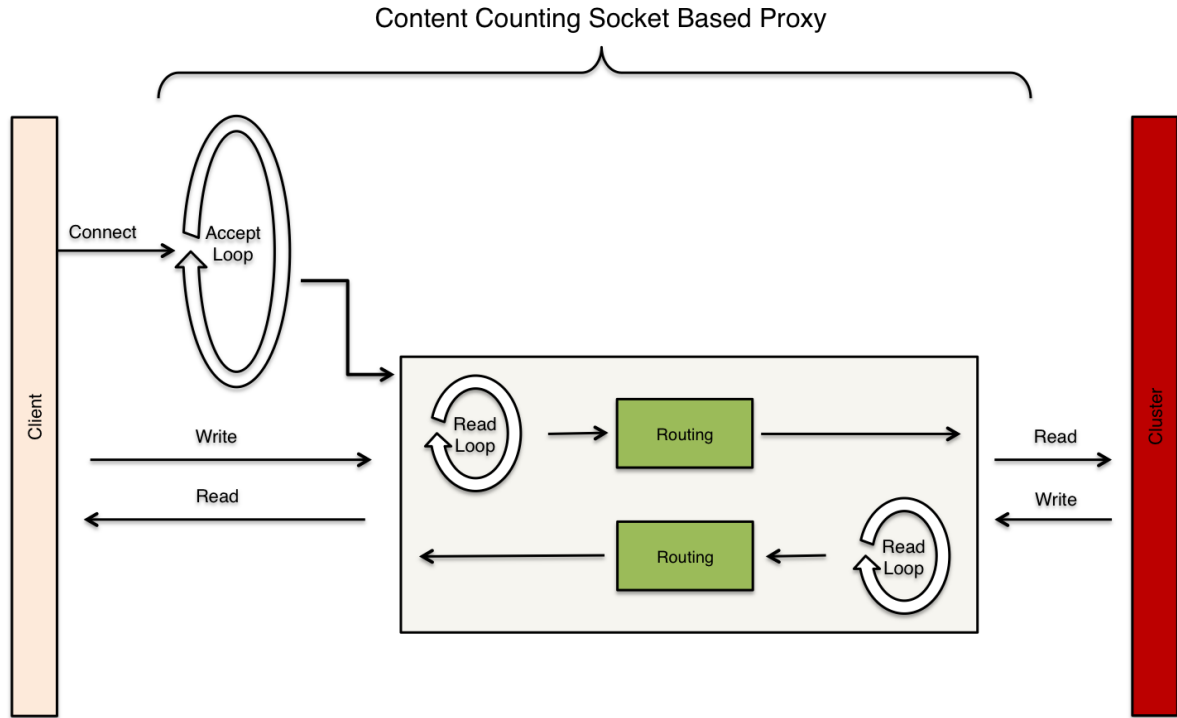 Content Counting Socket Based Proxy
Connect
Accept
Loop
Client
Write
Read
Read
Loop
Routing
Routing
Read
Loop
Read
Write
Cluster